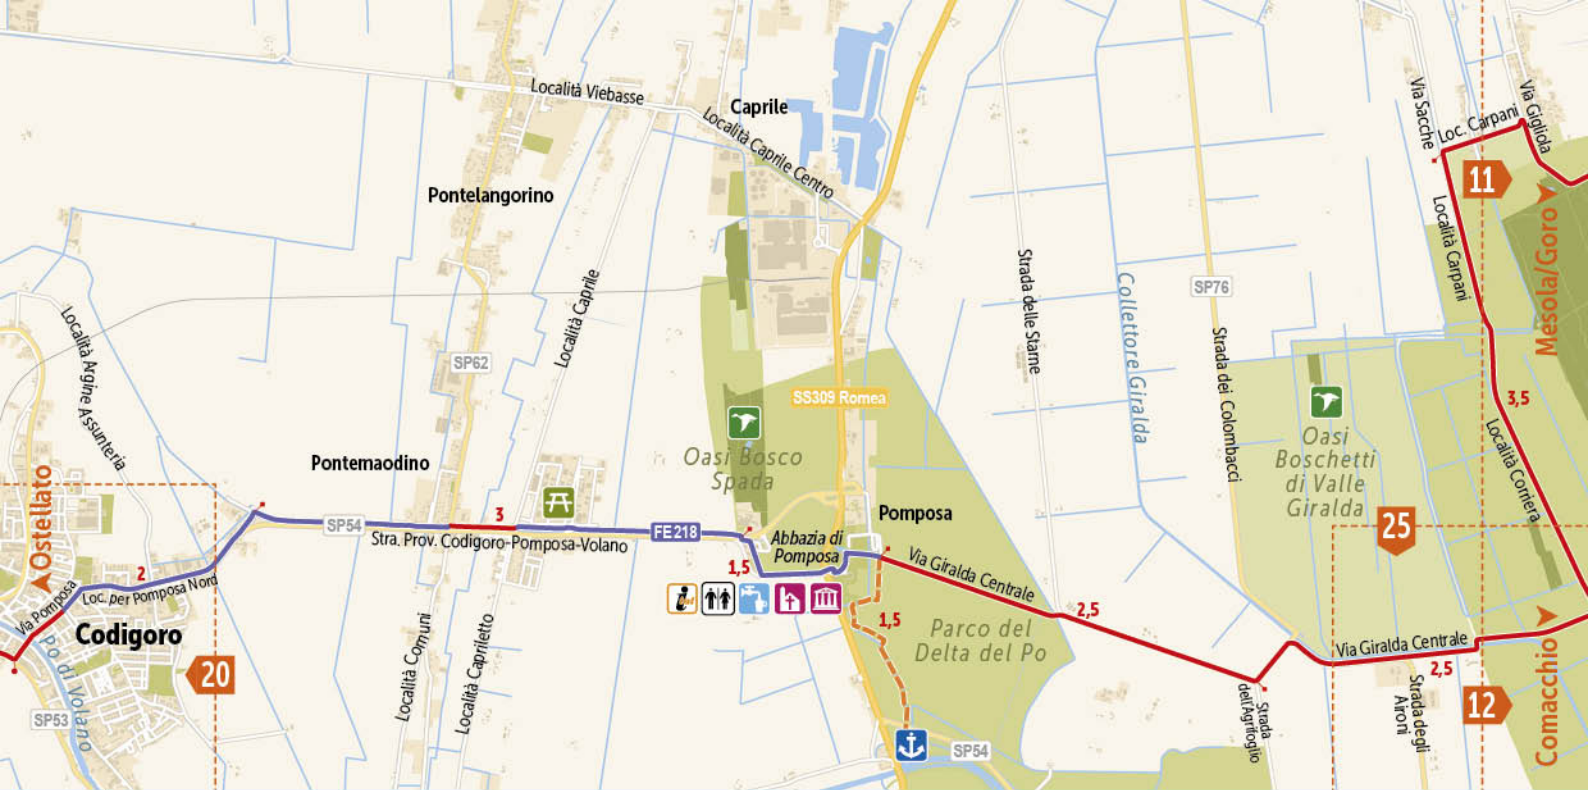 Località Viebasse
Caprile
Località Caprile Centro
Pontelangorino
Via Sacche
Loc. Carpani
Via Gigliola
11
Mesola/Goro
Località Carpani
Località Argine Assunteria
SP62
Località Caprile
Strada delle Starne
Collettore Giralda
SP76
Strada dei Colombacci
SS309 Romea
3,5
Località Corriera
Oasi Bosco
Spada
Oasi
Boschetti
di Valle
Giralda
25
Pontemaodino
Ostellato
SP54
3
Stra. Prov. Codigoro-Pomposa-Volano
FE218
Abbazia di
Pomposa
Pomposa
1,5
2
Loc. per Pomposa Nord
Via Pomposa
Codigoro
Po di Volano
20
SP53
Località Comuni
Località Capriletto
Via Giralda Centrale
2,5
1,5
Parco del
Delta del Po
SP54
Strada
dell'Agrifoglio
Via Giralda Centrale
2,5
Strada degli
Aironi
12
Comacchio